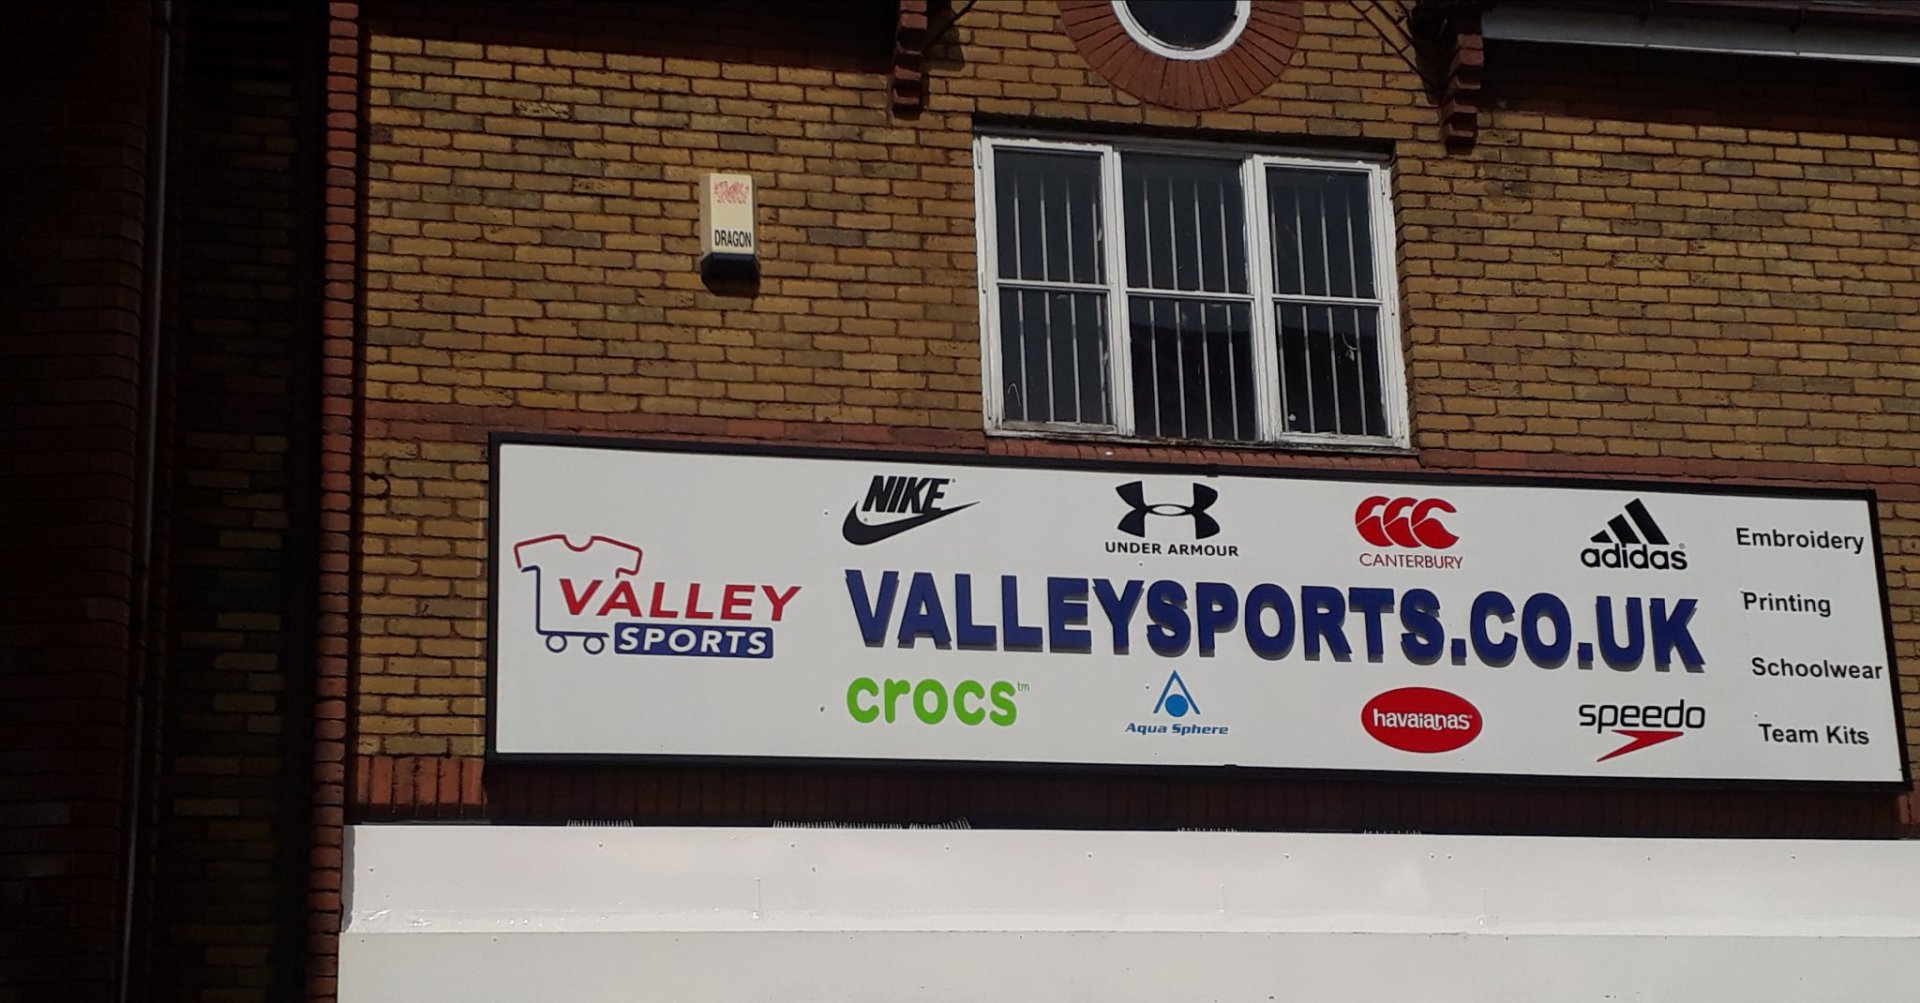 DRAGON
NIKE
UNDER ARMOUR
CANTERBURY
adidas
VALLEY
SPORTS
VALLEYSPORTS.CO.UK
crocs™
Aqua Sphere
havaianas
speedo
Embroidery
Printing
Schoolwear
Team Kits